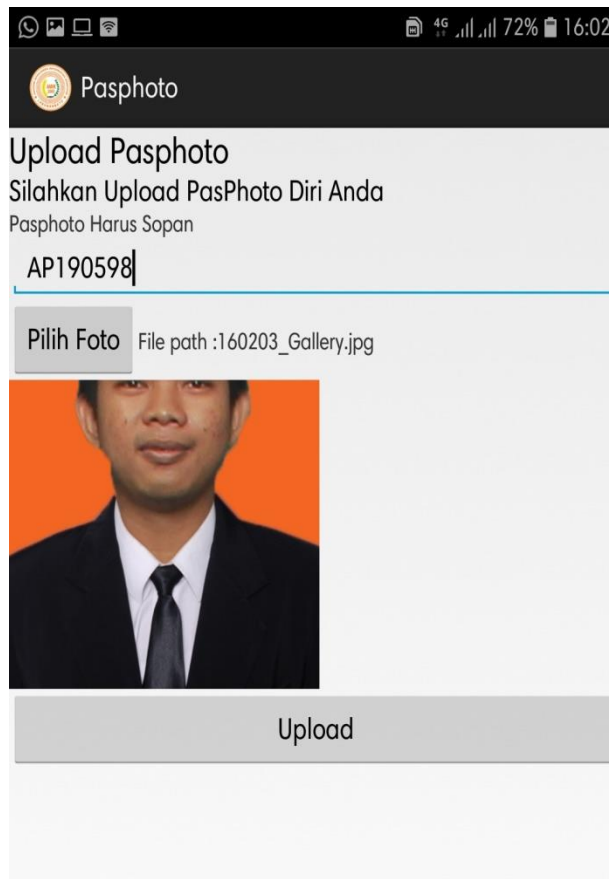 4G 72% 16:02
Pasphoto
Upload Pasphoto
Silahkan Upload PasPhoto Diri Anda
Pasphoto Harus Sopan
AP190598
Pilih Foto File path :160203_Gallery.jpg
Upload